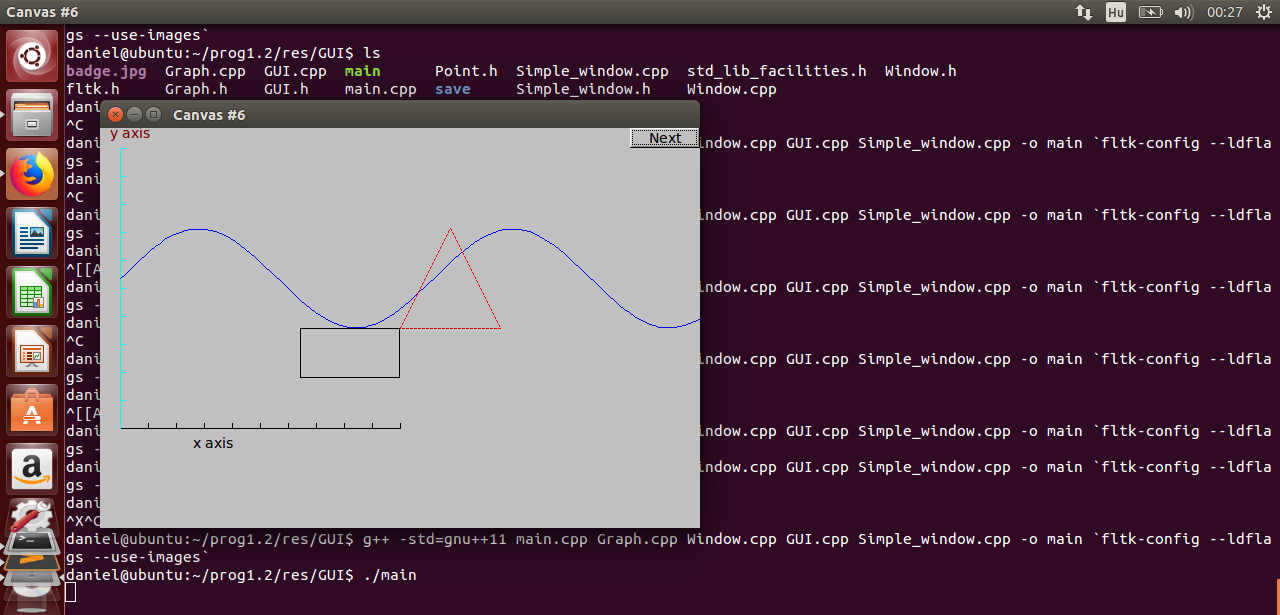 Canvas #6
Hu
00:27
gs --use-images`
daniel@ubuntu:~/prog1.2/res/GUI$ ls
badge.jpg  Graph.cpp  GUI.cpp  main      Point.h  Simple_window.cpp  std_lib_facilities.h  Window.h
fltk.h     Graph.h    GUI.h    main.cpp  save     Simple_window.h    Window.cpp
Canvas #6
^C
y axis
Next
dani
indow.cpp GUI.cpp Simple_window.cpp -o main `fltk-config --ldfla
gs -
dani
^C
dani
indow.cpp GUI.cpp Simple_window.cpp -o main `fltk-config --ldfla
gs -
dani
^[[A
dani
indow.cpp GUI.cpp Simple_window.cpp -o main `fltk-config --ldfla
gs -
dani
^C
dani
indow.cpp GUI.cpp Simple_window.cpp -o main `fltk-config --ldfla
gs -
dani
^[[A
dani
indow.cpp GUI.cpp Simple_window.cpp -o main `fltk-config --ldfla
x axis
gs -
dani
indow.cpp GUI.cpp Simple_window.cpp -o main `fltk-config --ldfla
gs -
dani
^X^C
daniel@ubuntu:~/prog1.2/res/GUI$ g++ -std=gnu++11 main.cpp Graph.cpp Window.cpp GUI.cpp Simple_window.cpp -o main `fltk-config --ldfla
gs --use-images`
daniel@ubuntu:~/prog1.2/res/GUI$ ./main